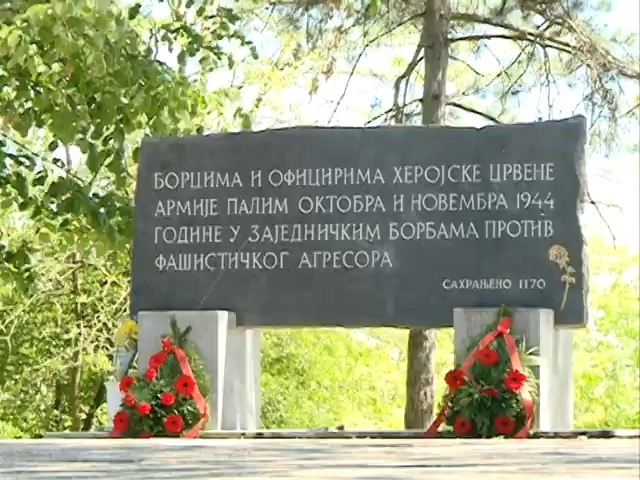 БОРЦИМА И ОФИЦИРИМА ХЕРОЈСКЕ ЦРВЕНЕ
АРМИЈЕ ПАЛИМ ОКТОБРА И НОВЕМБРА 1944
ГОДИНЕ У ЗАЈЕДНИЧКИМ БОРБАМА ПРОТИВ
ФАШИСТИЧКОГ АГРЕСОРА
САХРАЊЕНО 1170